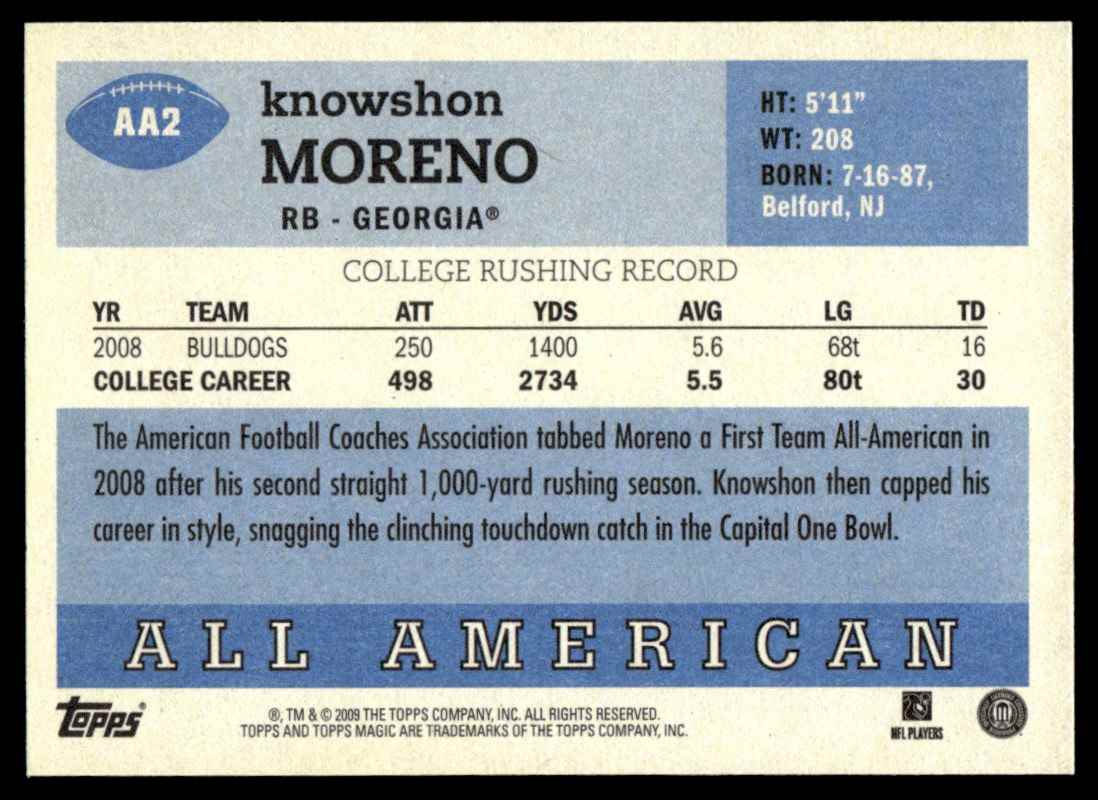 AA2
knowshon
MORENO
RB - GEORGIA®
HT: 5'11"
WT: 208
BORN: 7-16-87,
Belford, NJ
COLLEGE RUSHING RECORD
YR TEAM ATT YDS AVG LG TD
2008 BULLDOGS 250 1400 5.6 68t 16
COLLEGE CAREER 498 2734 5.5 80t 30
The American Football Coaches Association tabbed Moreno a First Team All-American in
2008 after his second straight 1,000-yard rushing season. Knowshon then capped his
career in style, snagging the clinching touchdown catch in the Capital One Bowl.
ALL AMERICAN
Topps®
®, TM & © 2009 THE TOPPS COMPANY, INC. ALL RIGHTS RESERVED.
TOPPS AND TOPPS MAGIC ARE TRADEMARKS OF THE TOPPS COMPANY, INC.
NFL PLAYERS